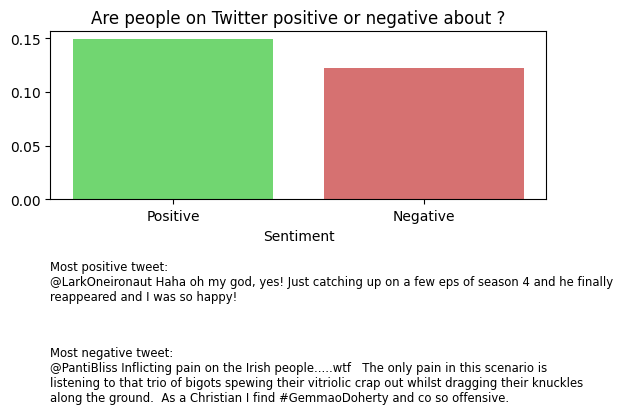 Are people on Twitter positive or negative about ?
0.15
0.10
0.05
0.00
Positive Negative
Sentiment
Most positive tweet:
@LarkOneironaut Haha oh my god, yes! Just catching up on a few eps of season 4 and he finally
reappeared and I was so happy!
Most negative tweet:
@PantiBliss Inflicting pain on the Irish people.....wtf   The only pain in this scenario is
listening to that trio of bigots spewing their vitriolic crap out whilst dragging their knuckles
along the ground.  As a Christian I find #GemmaoDoherty and co so offensive.